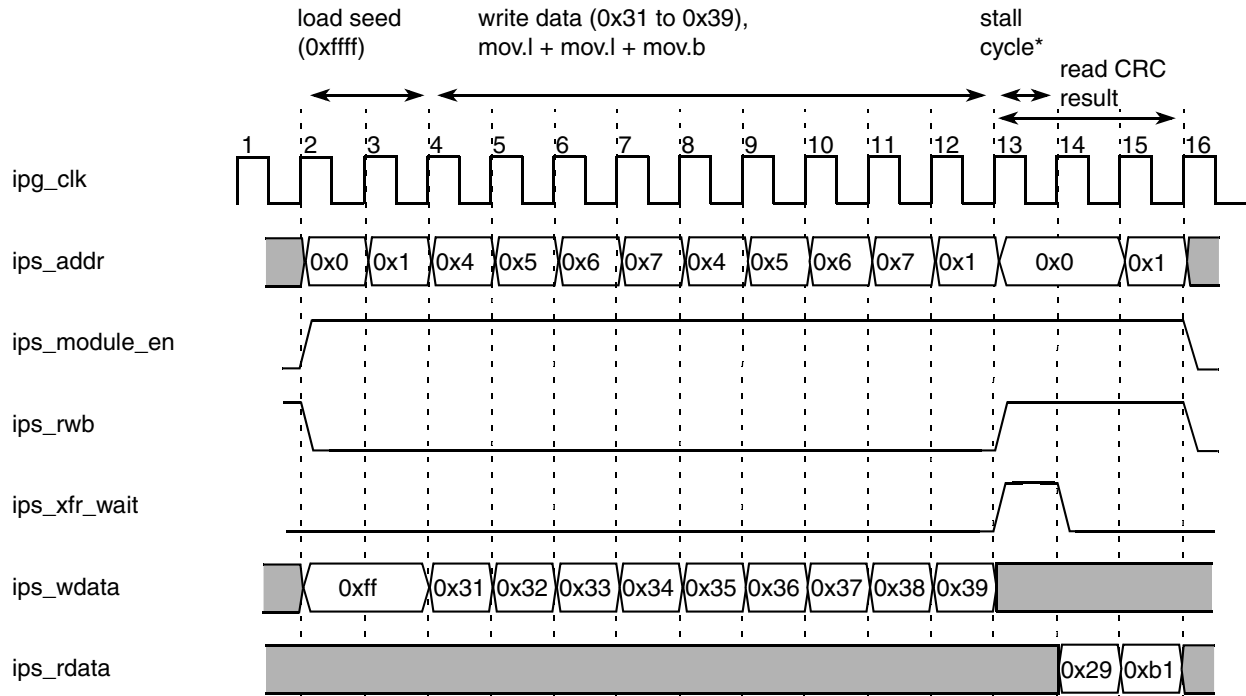 load seed
(0xffff)
write data (0x31 to 0x39),
mov.l + mov.l + mov.b
stall
cycle*
read CRC
result
1 2 3 4 5 6 7 8 9 10 11 12 13 14 15 16
ipg_clk
ips_addr 0x0 0x1 0x4 0x5 0x6 0x7 0x4 0x5 0x6 0x7 0x1 0x0 0x1
ips_module_en
ips_rwb
ips_xfr_wait
ips_wdata 0xff 0x31 0x32 0x33 0x34 0x35 0x36 0x37 0x38 0x39
ips_rdata 0x29 0xb1